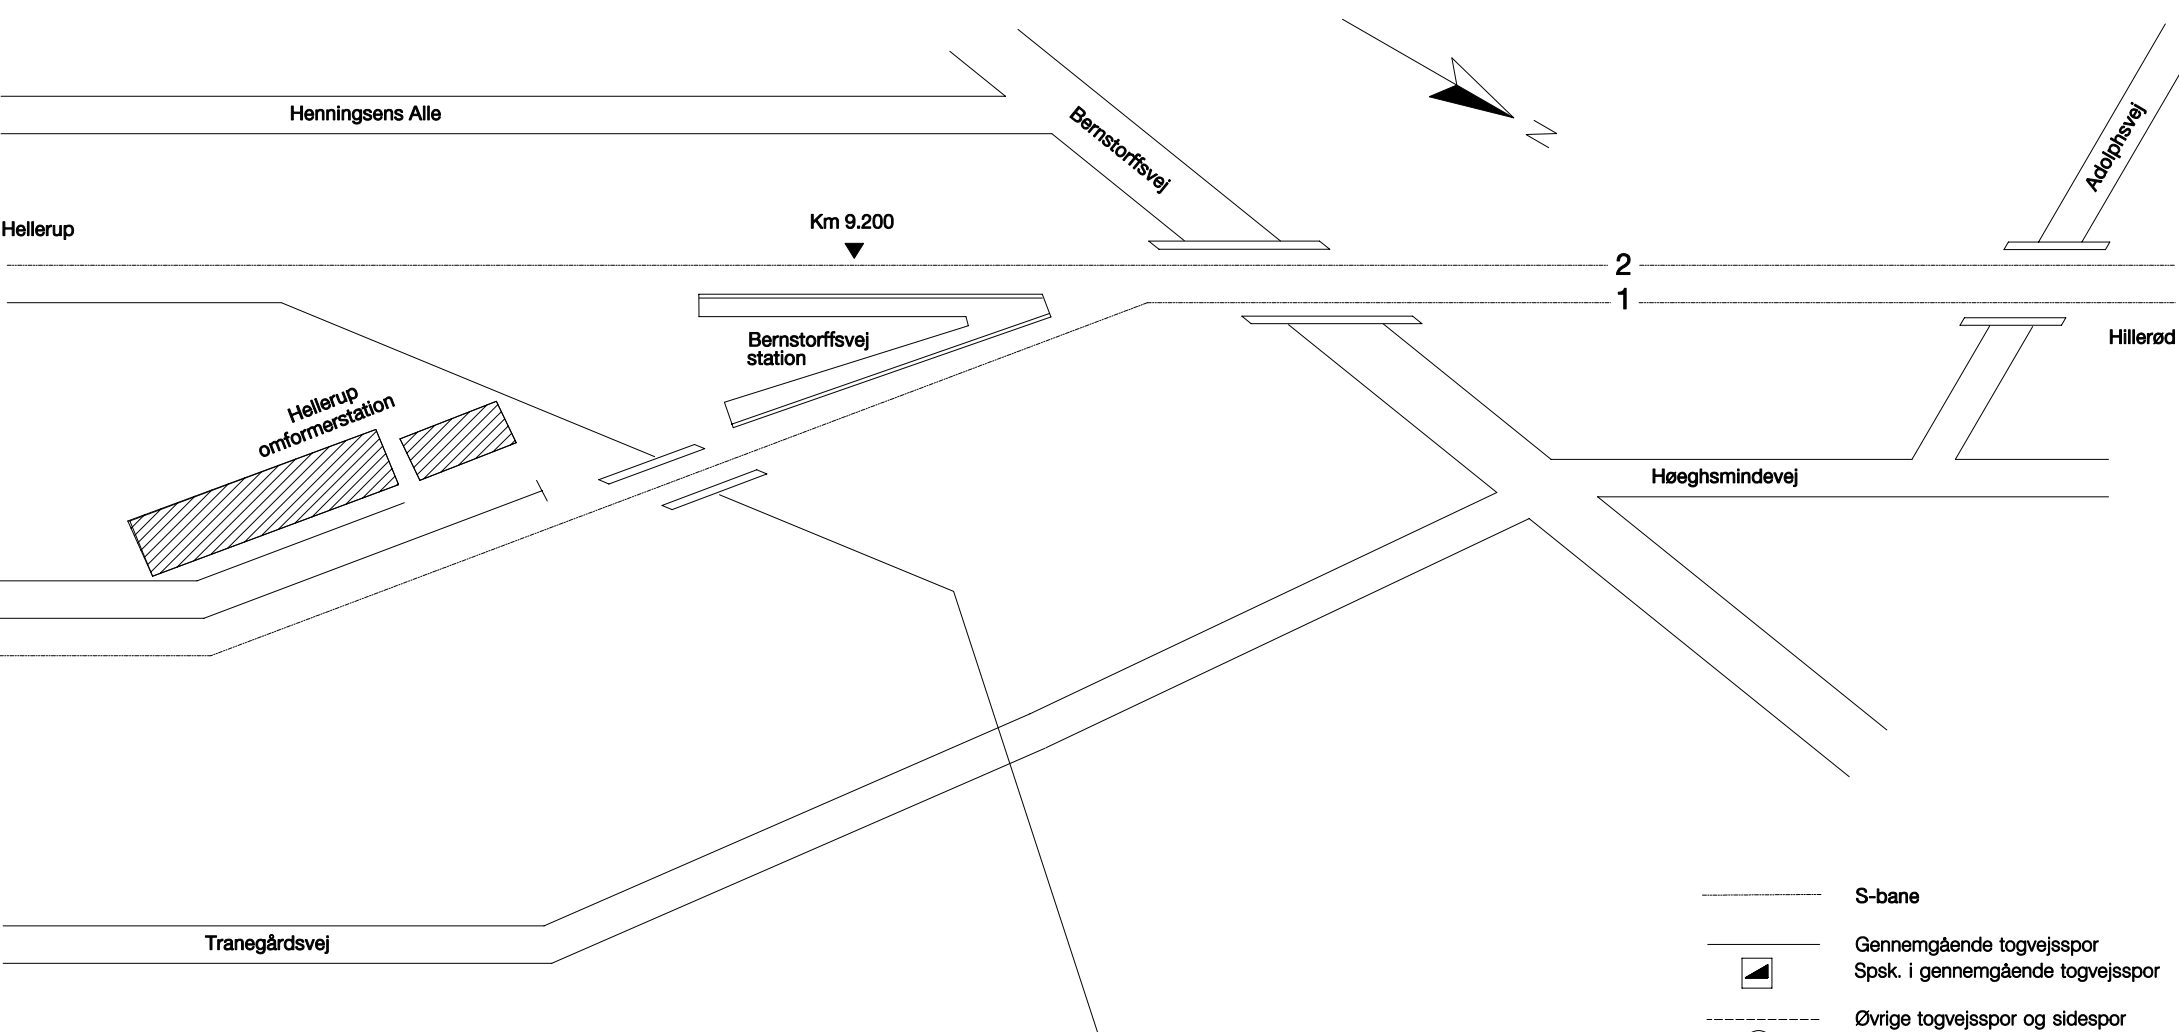 Henningsens Alle
Bernstorffsvej
N
Adolphsvej
Hellerup
Km 9.200
2
1
Bernstorffsvej
station
Hillerød
Hellerup
omformerstation
Høeghsmindevej
Tranegårdsvej
S-bane
Gennemgående togvejsspor
Spsk. i gennemgående togvejsspor
Øvrige togvejsspor og sidespor